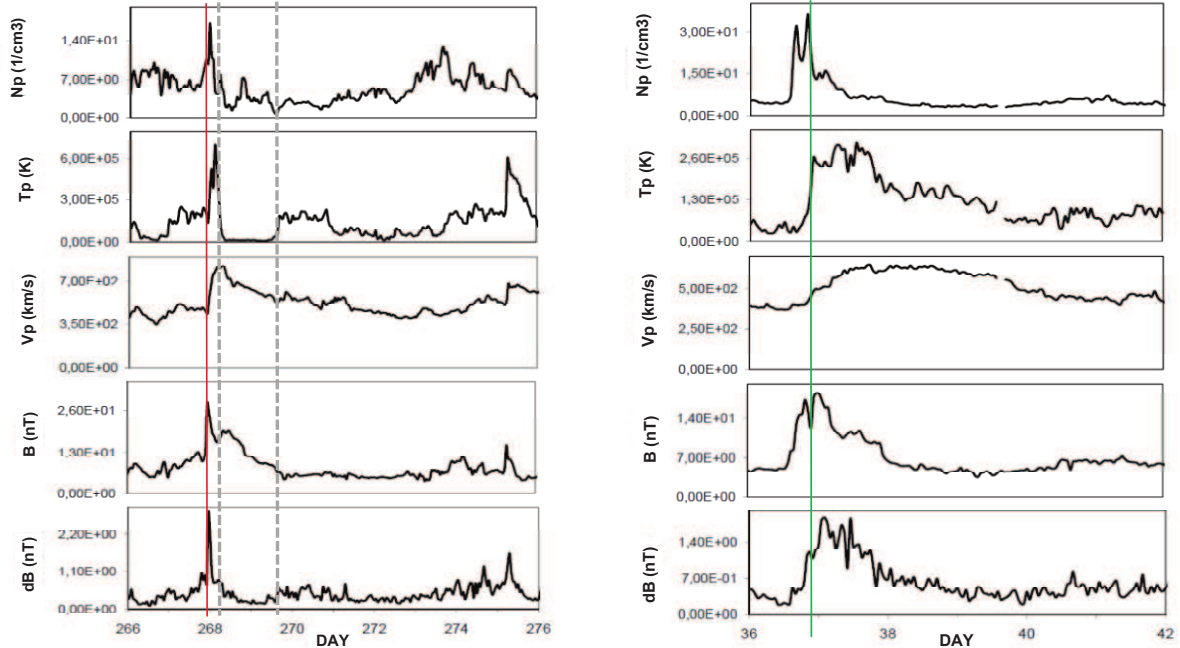 Np (1/cm3)
1,40E+01
7,00E+00
0,00E+00
Tp (K)
6,00E+05
3,00E+05
0,00E+00
Vp (km/s)
7,00E+02
3,50E+02
0,00E+00
B (nT)
2,60E+01
1,30E+01
0,00E+00
dB (nT)
2,20E+00
1,10E+00
0,00E+00
266 268 270 272 274 276
DAY
Np (1/cm3)
3,00E+01
1,50E+01
0,00E+00
Tp (K)
2,60E+05
1,30E+05
0,00E+00
Vp (km/s)
5,00E+02
2,50E+02
0,00E+00
B (nT)
1,40E+01
7,00E+00
0,00E+00
dB (nT)
1,40E+00
7,00E-01
0,00E+00
36 38 40 42
DAY